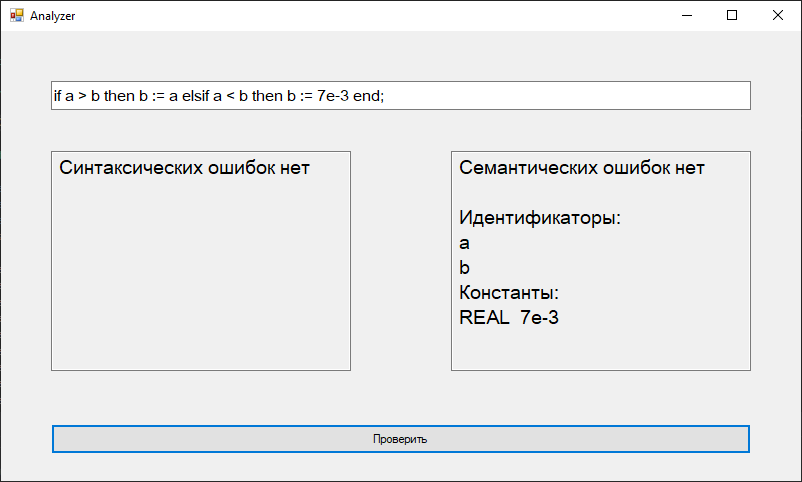 Analyzer
if a > b then b := a elsif a < b then b := 7e-3 end;
Синтаксических ошибок нет
Семантических ошибок нет
Идентификаторы:
a
b
Константы:
REAL  7e-3
Проверить